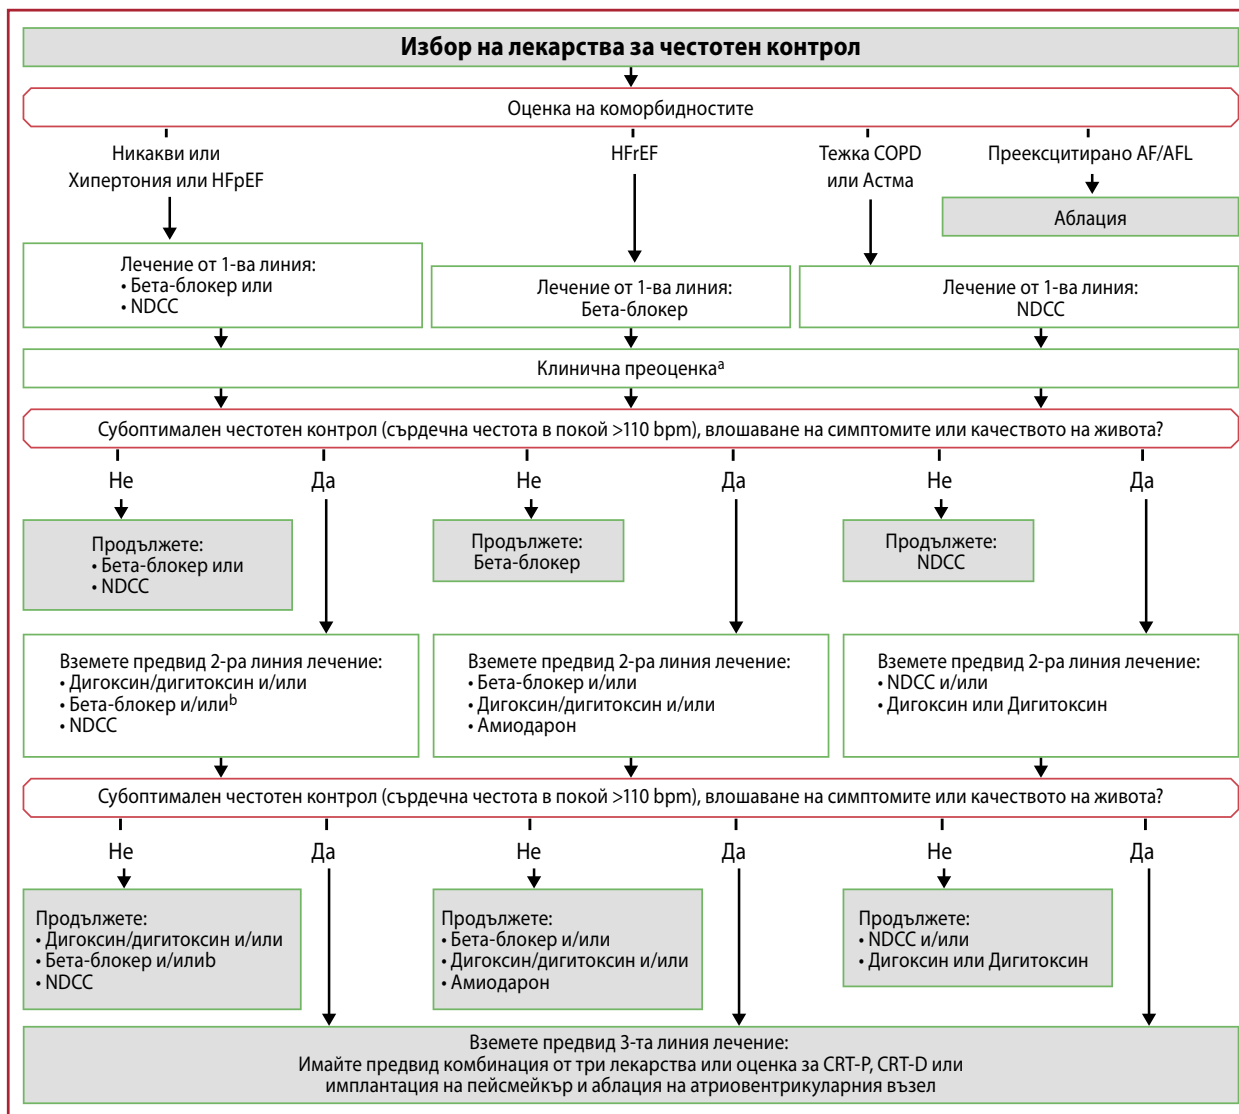 Избор на лекарства за честотен контрол
Оценка на коморбидностите
Никакви или
Хипертония или HFpEF
HFrEF
Тежка COPD
или Астма
Преексцитирано AF/AFL
Аблация
Лечение от 1-ва линия:
• Бета-блокер или
• NDCC
Лечение от 1-ва линия:
Бета-блокер
Лечение от 1-ва линия:
NDCC
Клинична преоценкаª
Субоптимален честотен контрол (сърдечна честота в покой >110 bpm), влошаване на симптомите или качеството на живота?
Не
Да
Не
Да
Не
Да
Продължете:
• Бета-блокер или
• NDCC
Продължете:
Бета-блокер
Продължете:
NDCC
Вземете предвид 2-ра линия лечение:
• Дигоксин/дигитоксин и/или
• Бета-блокер и/илиᵇ
• NDCC
Вземете предвид 2-ра линия лечение:
• Бета-блокер и/или
• Дигоксин/дигитоксин и/или
• Амиодарон
Вземете предвид 2-ра линия лечение:
• NDCC и/или
• Дигоксин или Дигитоксин
Субоптимален честотен контрол (сърдечна честота в покой >110 bpm), влошаване на симптомите или качеството на живота?
Не
Да
Не
Да
Не
Да
Продължете:
• Дигоксин/дигитоксин и/или
• Бета-блокер и/илиb
• NDCC
Продължете:
• Бета-блокер и/или
• Дигоксин/дигитоксин и/или
• Амиодарон
Продължете:
• NDCC и/или
• Дигоксин или Дигитоксин
Вземете предвид 3-та линия лечение:
Имайте предвид комбинация от три лекарства или оценка за CRT-P, CRT-D или
имплантация на пейсмейкър и аблация на атриовентрикуларния възел